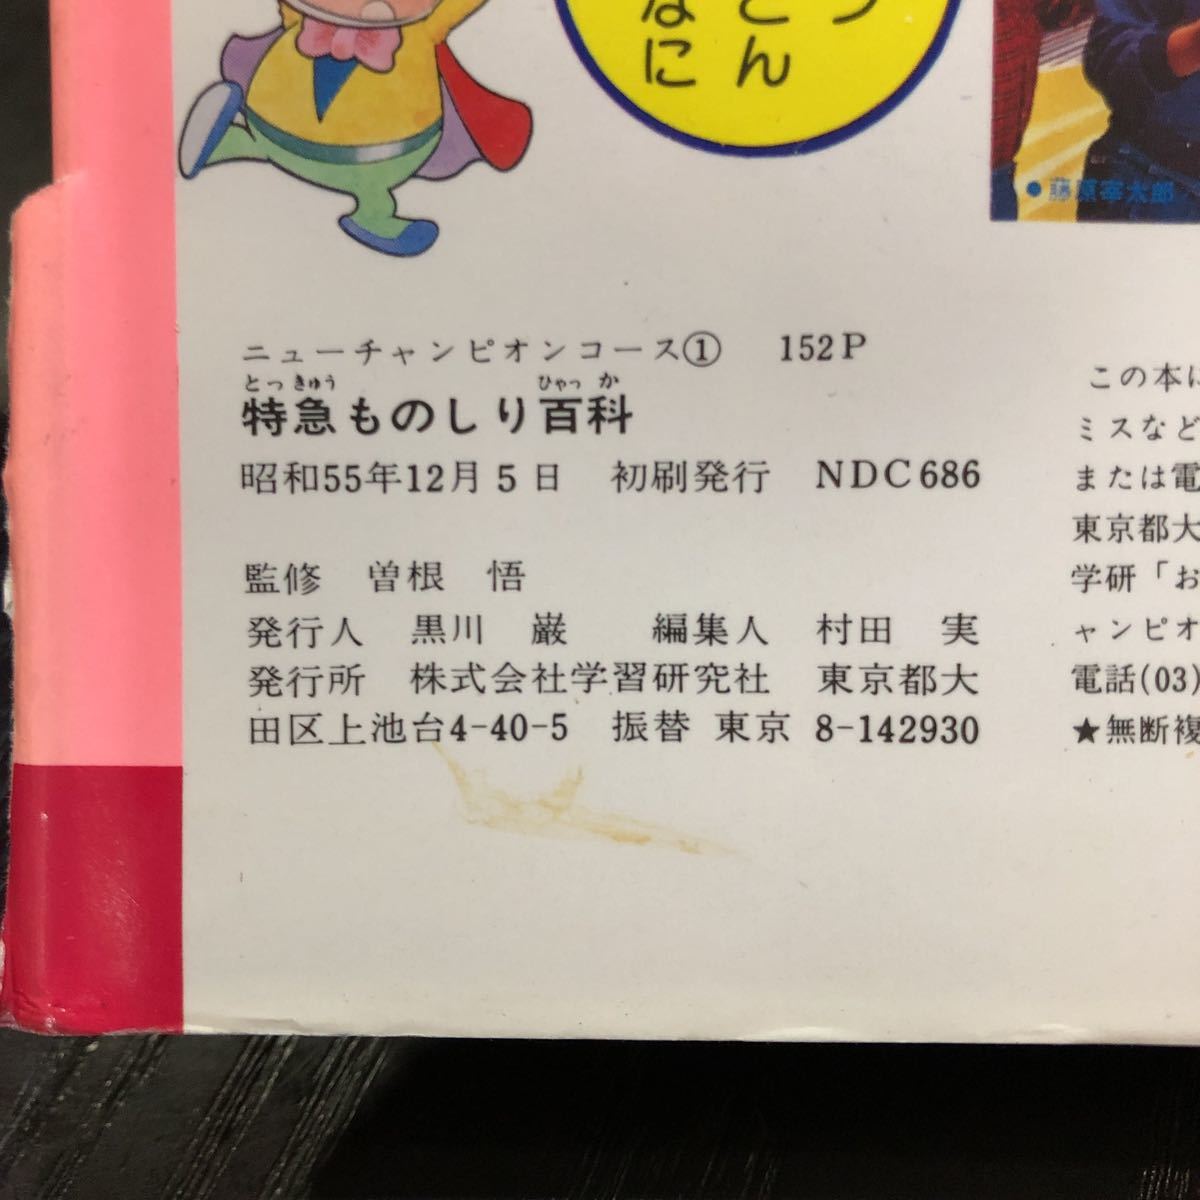 どん
なに
●藤原宰太郎
ニューチャンピオンコース① 152P
とっきゅう ひゃっか
特急ものしり百科
昭和55年12月5日 初刷発行 NDC686
監修 曽根 悟
発行人 黒川 巌 編集人 村田 実
発行所 株式会社学習研究社 東京都大
田区上池台4-40-5 振替 東京 8-142930
この本に
ミスなど
または電
東京都大
学研「お
ャンピオ
電話(03)
★無断複